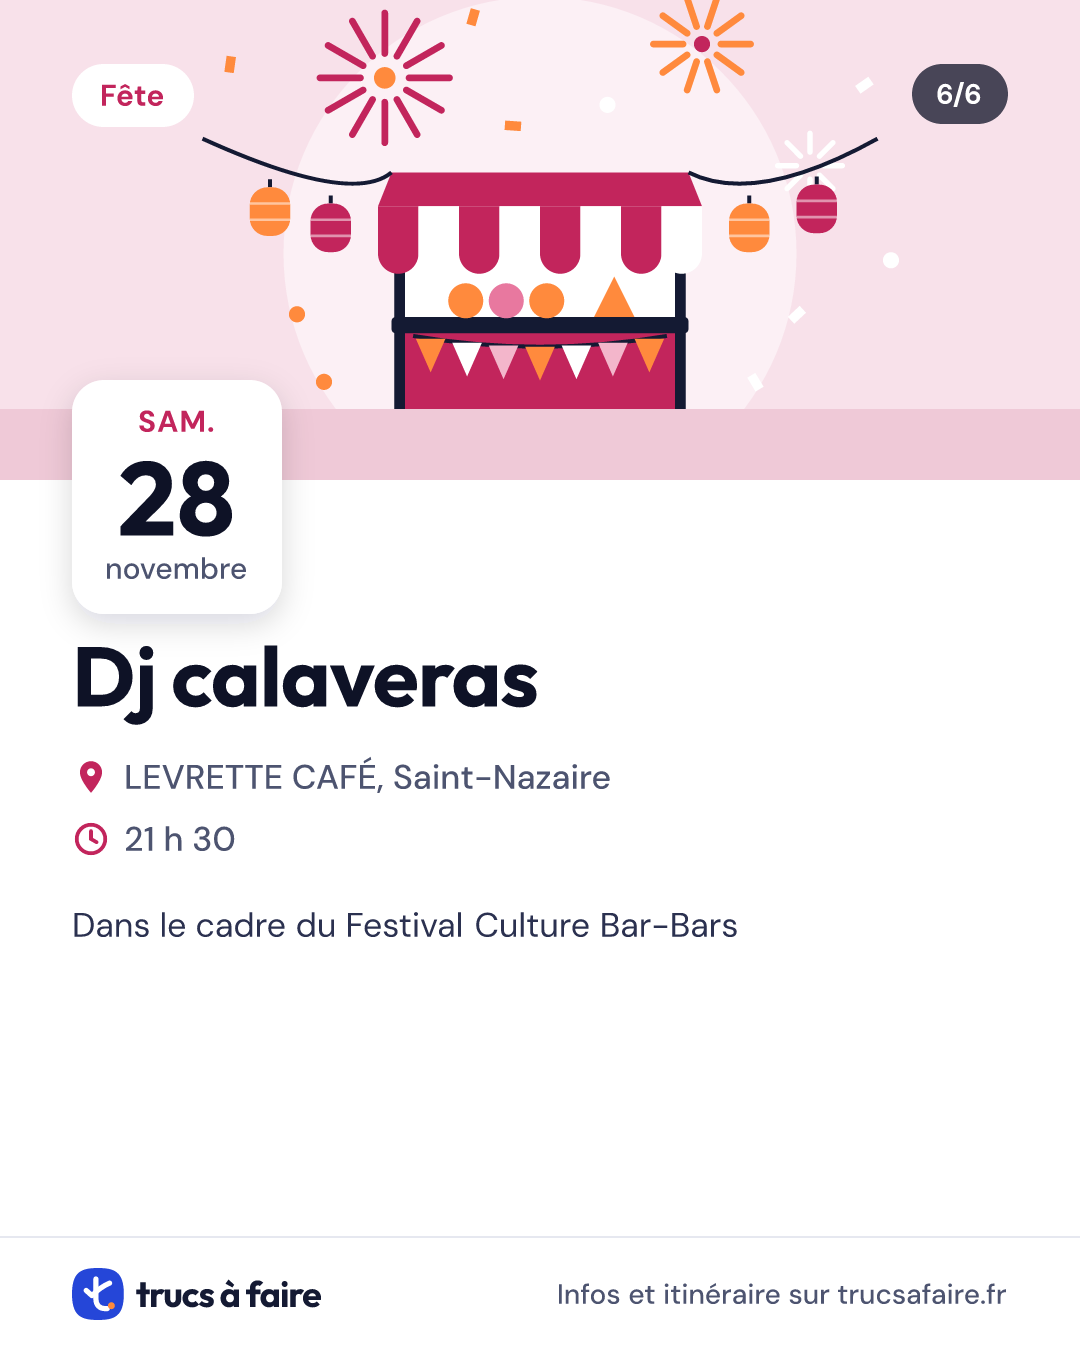 Fête
6/6
SAM.
28
novembre
Dj calaveras
LEVRETTE CAFÉ, Saint-Nazaire
21 h 30
Dans le cadre du Festival Culture Bar-Bars
trucs à faire
Infos et itinéraire sur trucsafaire.fr